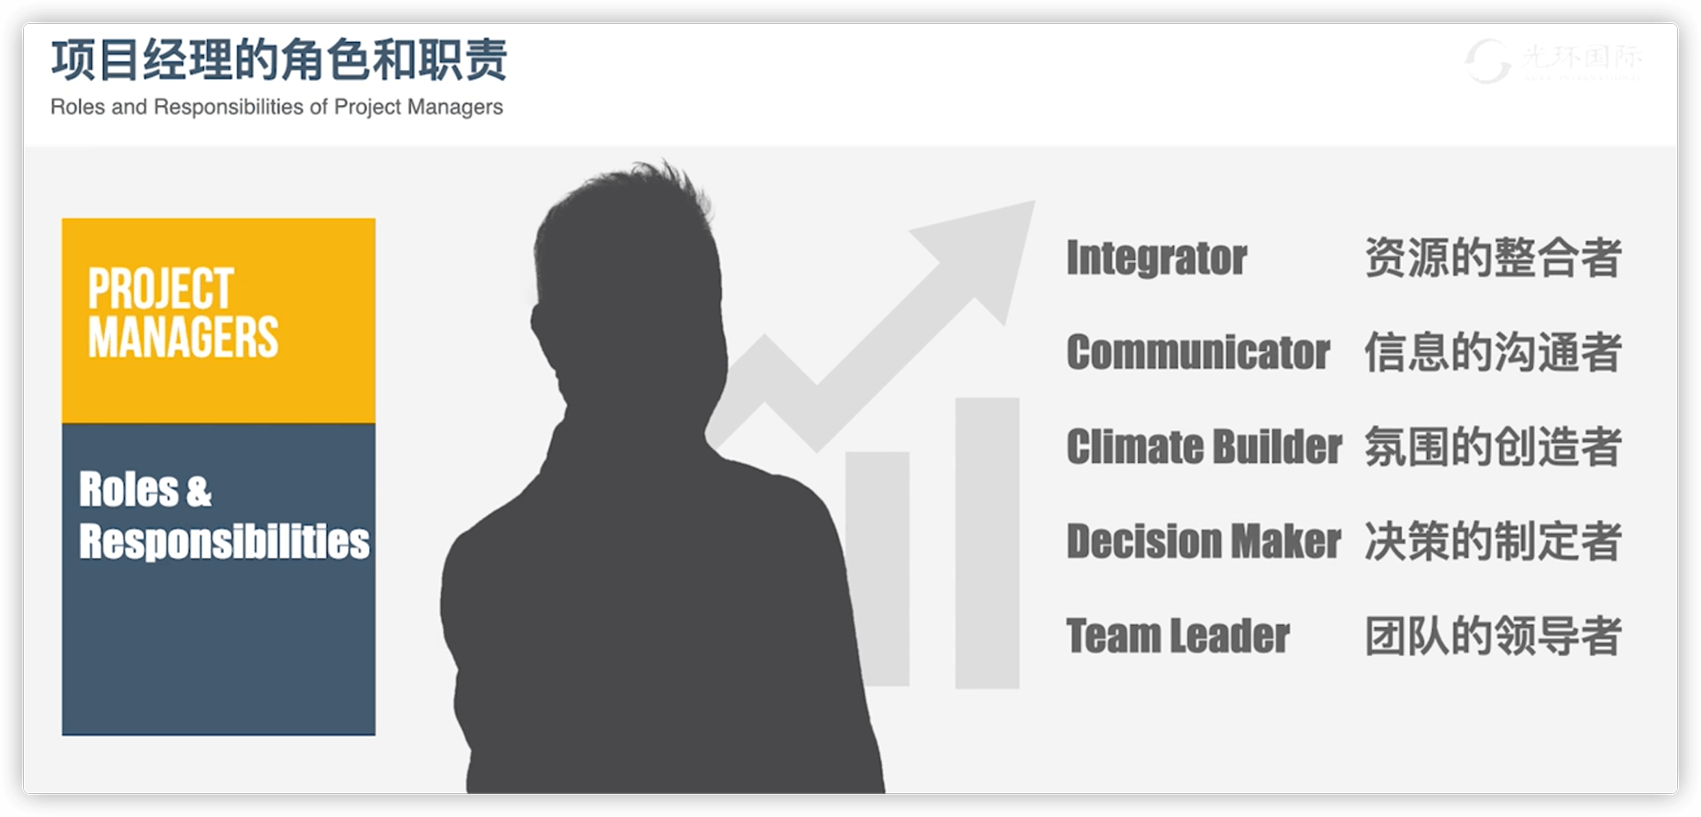 项目经理的角色和职责
Roles and Responsibilities of Project Managers
光环国际
PROJECT
MANAGERS
Roles &
Responsibilities
Integrator 资源的整合者
Communicator 信息的沟通者
Climate Builder 氛围的创造者
Decision Maker 决策的制定者
Team Leader 团队的领导者